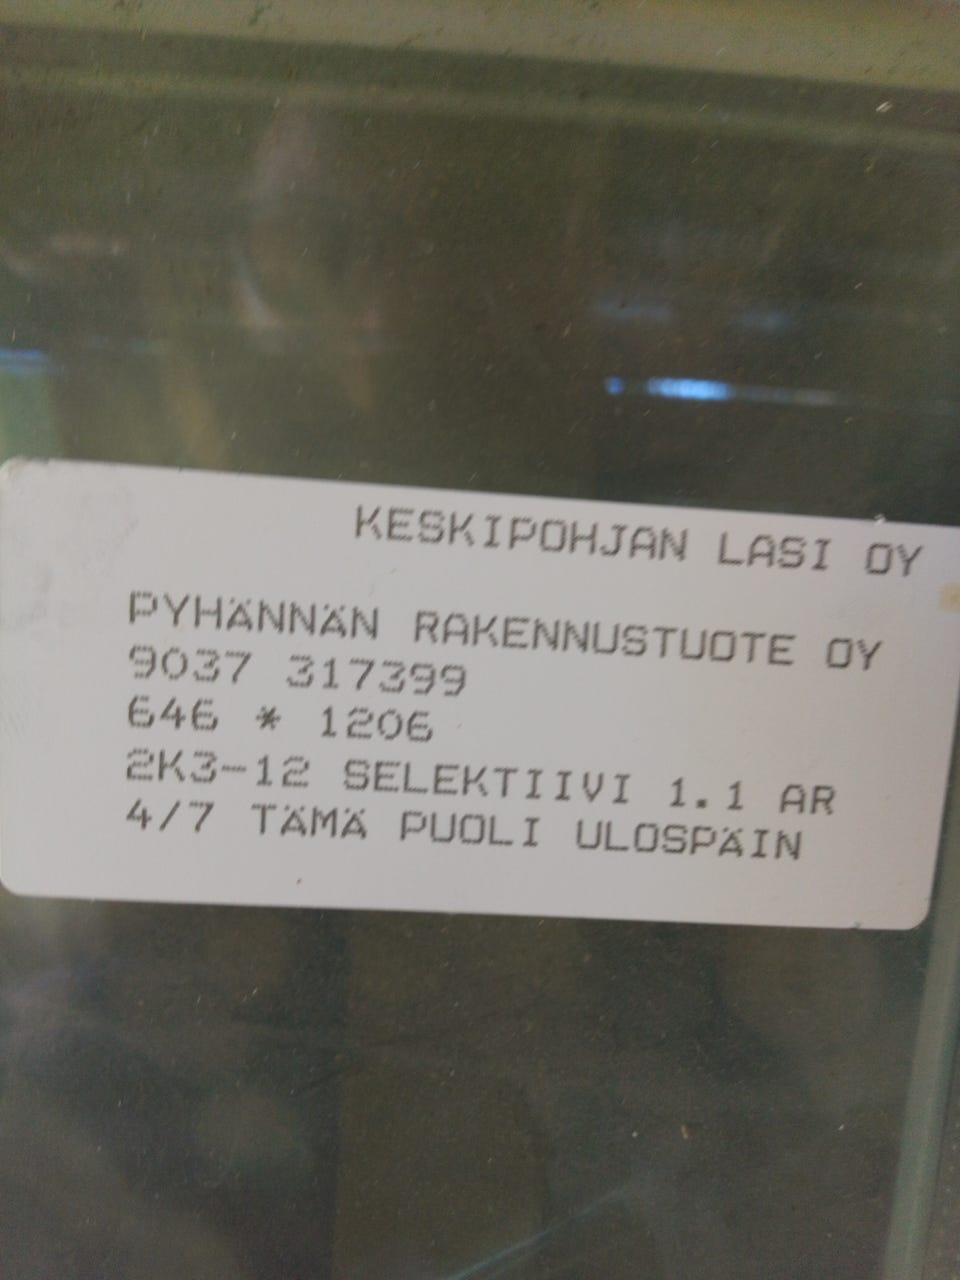 KESKIPOHJAN LASI OY
PYHÄNNÄN RAKENNUSTUOTE OY
9037 317399
646 * 1206
2K3-12 SELEKTIIVI 1.1 AR
4/7 TÄMÄ PUOLI ULOSPÄIN